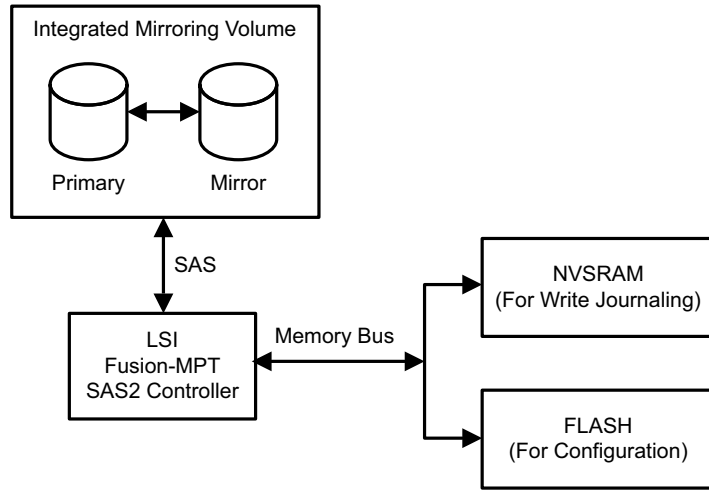 Integrated Mirroring Volume
Primary
Mirror
SAS
LSI
Fusion-MPT
SAS2 Controller
Memory Bus
NVSRAM
(For Write Journaling)
FLASH
(For Configuration)